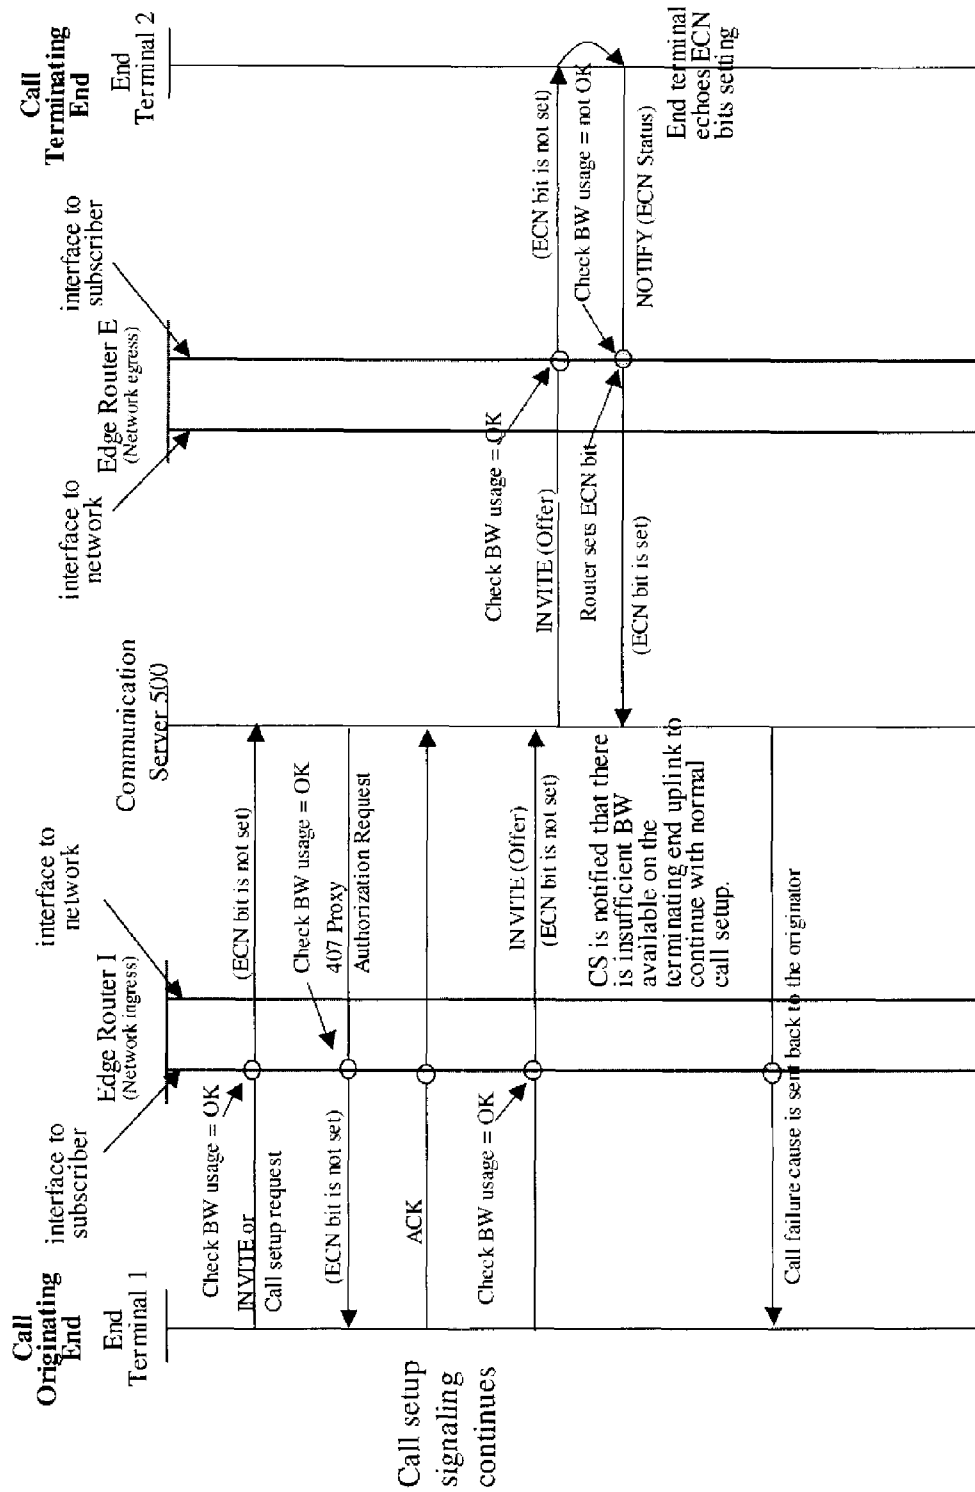 Call
Originating
End
End
Terminal 1
interface to
subscriber
Edge Router I
(Network ingress)
interface to
network
Communication
Server 500
interface to
network
Edge Router E
(Network egress)
interface to
subscriber
Call
Terminating
End
End
Terminal 2
Check BW usage = OK
INVITE or
Call setup request
(ECN bit is not set)
Check BW usage = OK
407 Proxy
Authorization Request
(ECN bit is not set)
Call setup
signaling
continues
ACK
Check BW usage = OK
INVITE (Offer)
(ECN bit is not set)
Check BW usage = OK
INVITE (Offer)
(ECN bit is not set)
Check BW usage = not OK
Router sets ECN bit
NOTIFY (ECN Status)
(ECN bit is set)
End terminal
echoes ECN
bits setting
CS is notified that there
is insufficient BW
available on the
terminating end uplink to
continue with normal
call setup.
Call failure cause is sent back to the originator